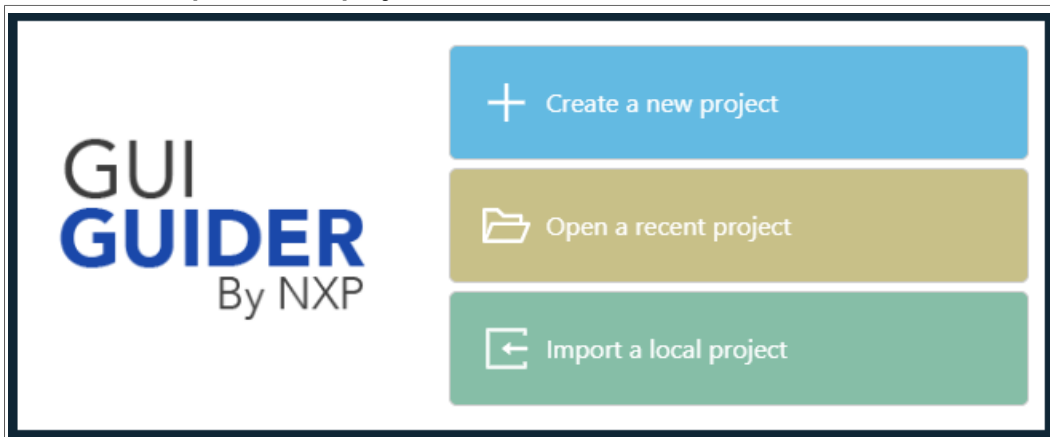 GUI
GUIDER
By NXP
Create a new project
Open a recent project
Import a local project